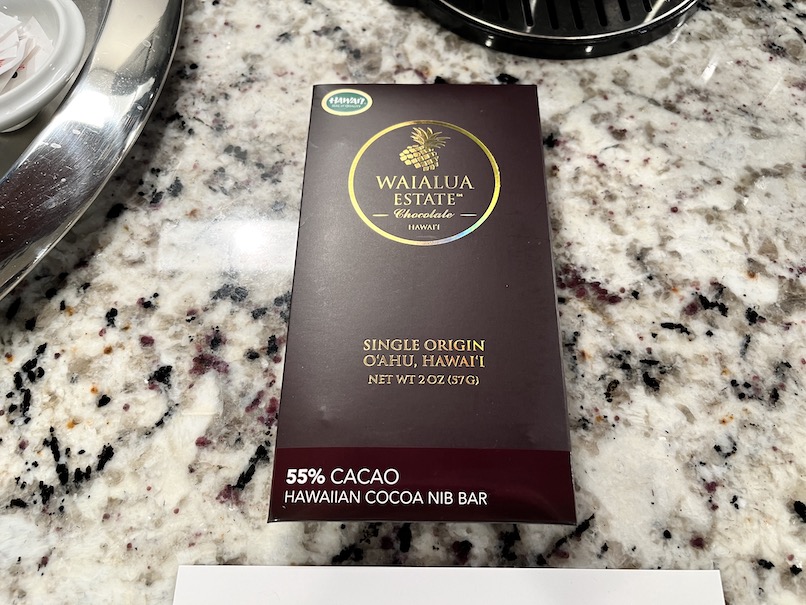 HAWAI'I
WAIALUA
ESTATE™
Chocolate
HAWAI'I
SINGLE ORIGIN
O'AHU, HAWAI'I
NET WT 2 OZ (57G)
55% CACAO
HAWAIIAN COCOA NIB BAR